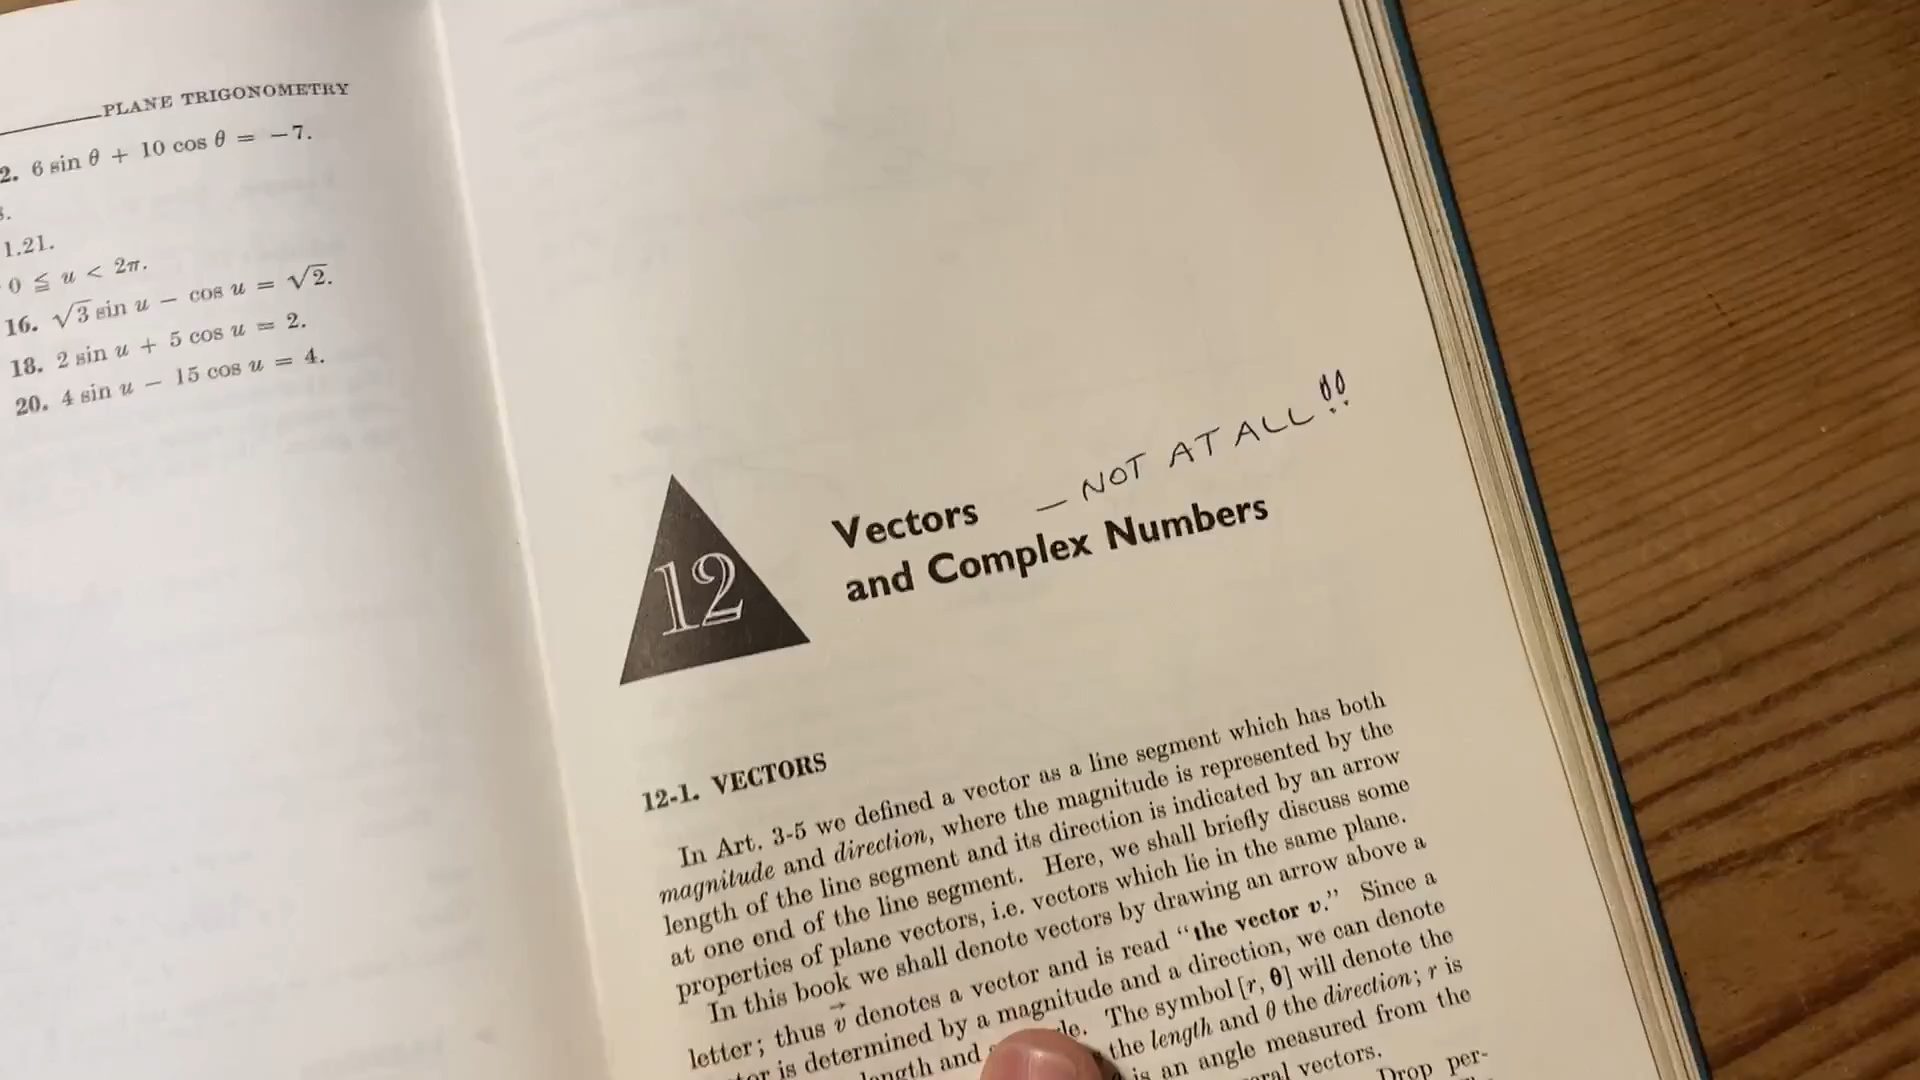 PLANE TRIGONOMETRY
2. 6 sin θ + 10 cos θ = −7.
1.21.
0 ≦ u < 2π.
16. √3 sin u − cos u = √2.
18. 2 sin u + 5 cos u = 2.
20. 4 sin u − 15 cos u = 4.
— NOT AT ALL!!
12
Vectors
and Complex Numbers
12-1. VECTORS
In Art. 3-5 we defined a vector as a line segment which has both
magnitude and direction, where the magnitude is represented by the
length of the line segment and its direction is indicated by an arrow
at one end of the line segment. Here, we shall briefly discuss some
properties of plane vectors, i.e. vectors which lie in the same plane.
In this book we shall denote vectors by drawing an arrow above a
letter; thus v⃗ denotes a vector and is read “the vector v.” Since a
is determined by a magnitude and a direction, we can denote
and The symbol [r, θ] will denote the
the length and θ the direction; r is
is an angle measured from the
vectors.
Drop per-